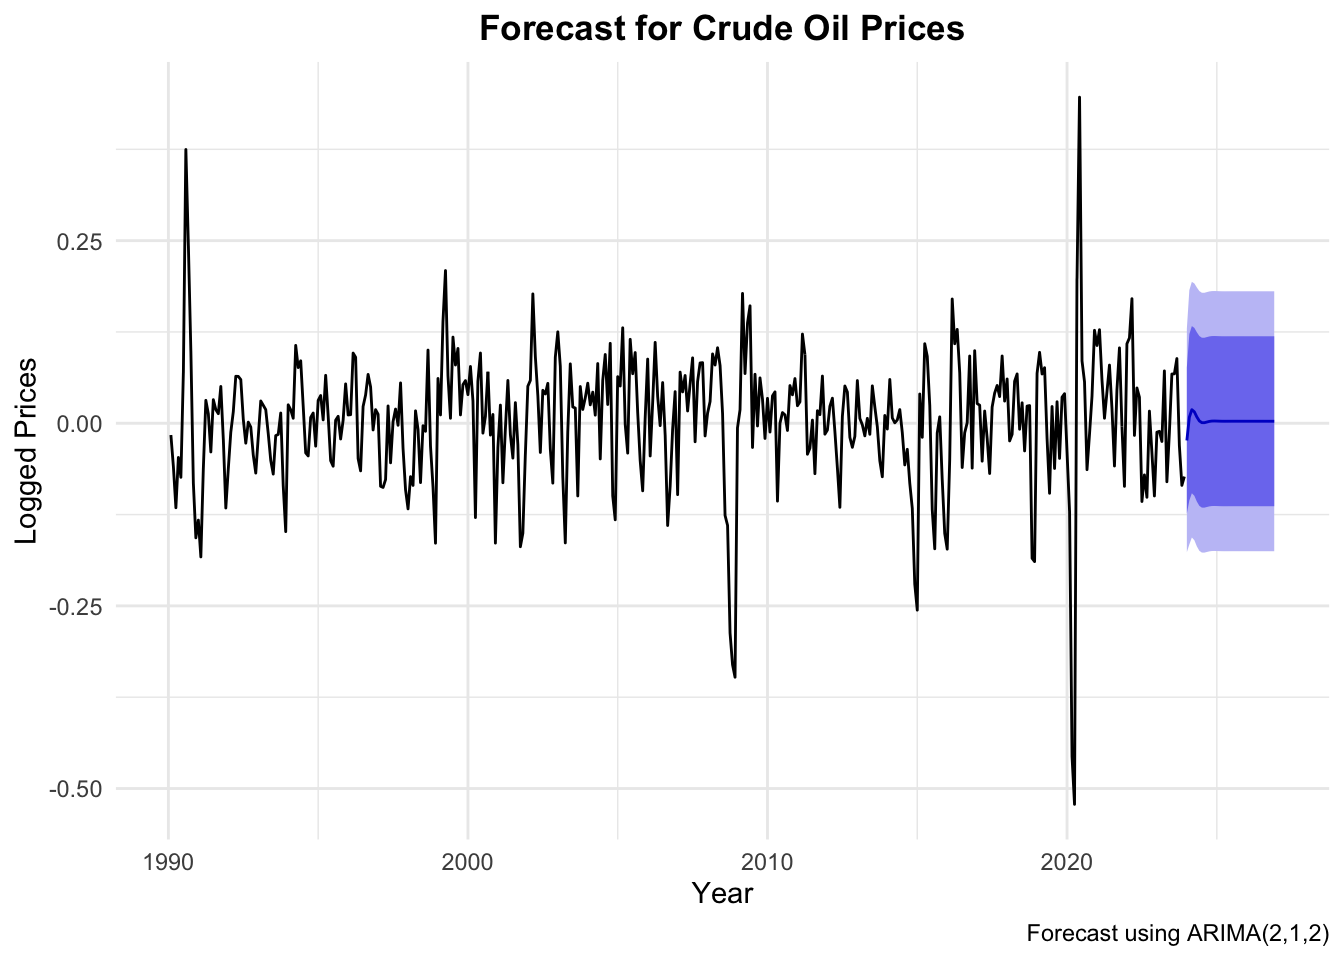 Forecast for Crude Oil Prices
Logged Prices
0.25
0.00
-0.25
-0.50
1990
2000
2010
2020
Year
Forecast using ARIMA(2,1,2)